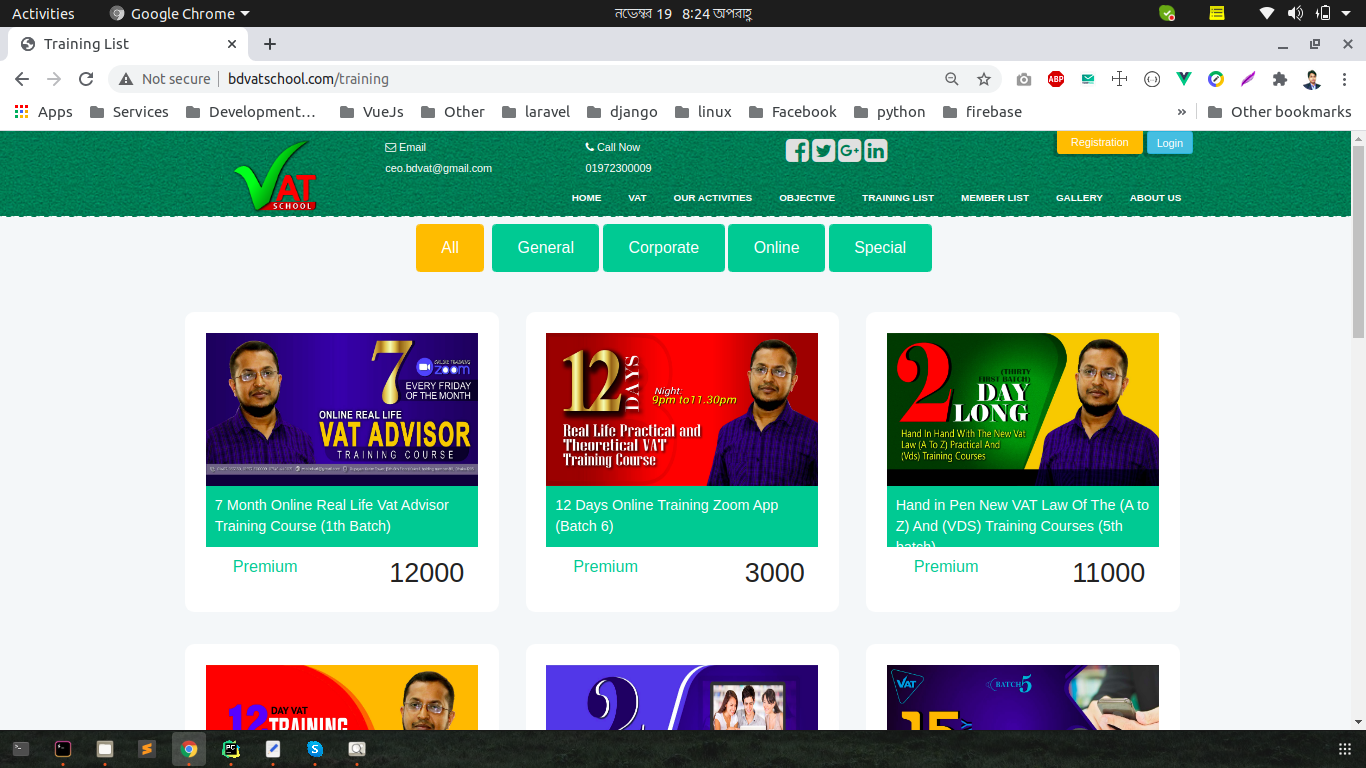 Activities
Google Chrome
নভেম্বর 19 8:24 অপরাহ্ণ
Training List
Not secure
bdvatschool.com/training
ABP
Apps
Services
Development…
VueJs
Other
laravel
django
linux
Facebook
python
firebase
»
Other bookmarks
VAT
SCHOOL
Email
ceo.bdvat@gmail.com
Call Now
01972300009
Registration
Login
HOME
VAT
OUR ACTIVITIES
OBJECTIVE
TRAINING LIST
MEMBER LIST
GALLERY
ABOUT US
All
General
Corporate
Online
Special
7
ONLINE TRAINING
zoom
EVERY FRIDAY
OF THE MONTH
ONLINE REAL LIFE
VAT ADVISOR
TRAINING COURSE
7 Month Online Real Life Vat Advisor
Training Course (1th Batch)
Premium
12000
12
DAYS
Night:
9pm to11.30pm
Real Life Practical and
Theoretical VAT
Training Course
12 Days Online Training Zoom App
(Batch 6)
Premium
3000
2
(THIRTY
FIRST BATCH)
DAY
LONG
Hand In Hand With The New Vat
Law (A To Z) Practical And
(Vds) Training Courses
Hand in Pen New VAT Law Of The (A to
Z) And (VDS) Training Courses (5th
batch)
Premium
11000
12
DAY VAT
TRAINING
2
VAT
BATCH 5
15